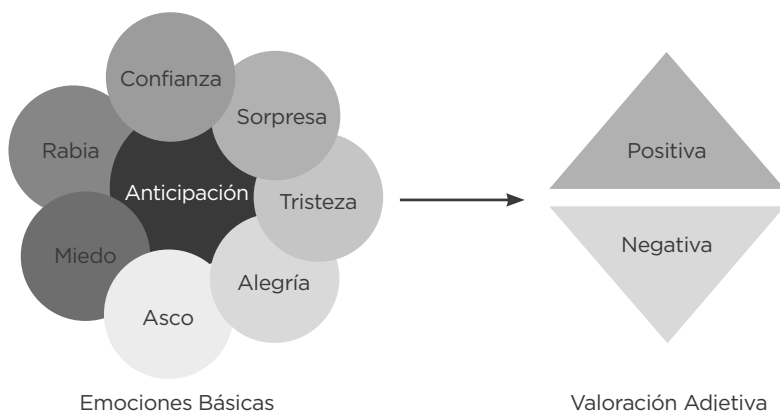 Confianza
Sorpresa
Rabia
Anticipación
Tristeza
Miedo
Alegría
Asco
Emociones Básicas
Positiva
Negativa
Valoración Adjetiva